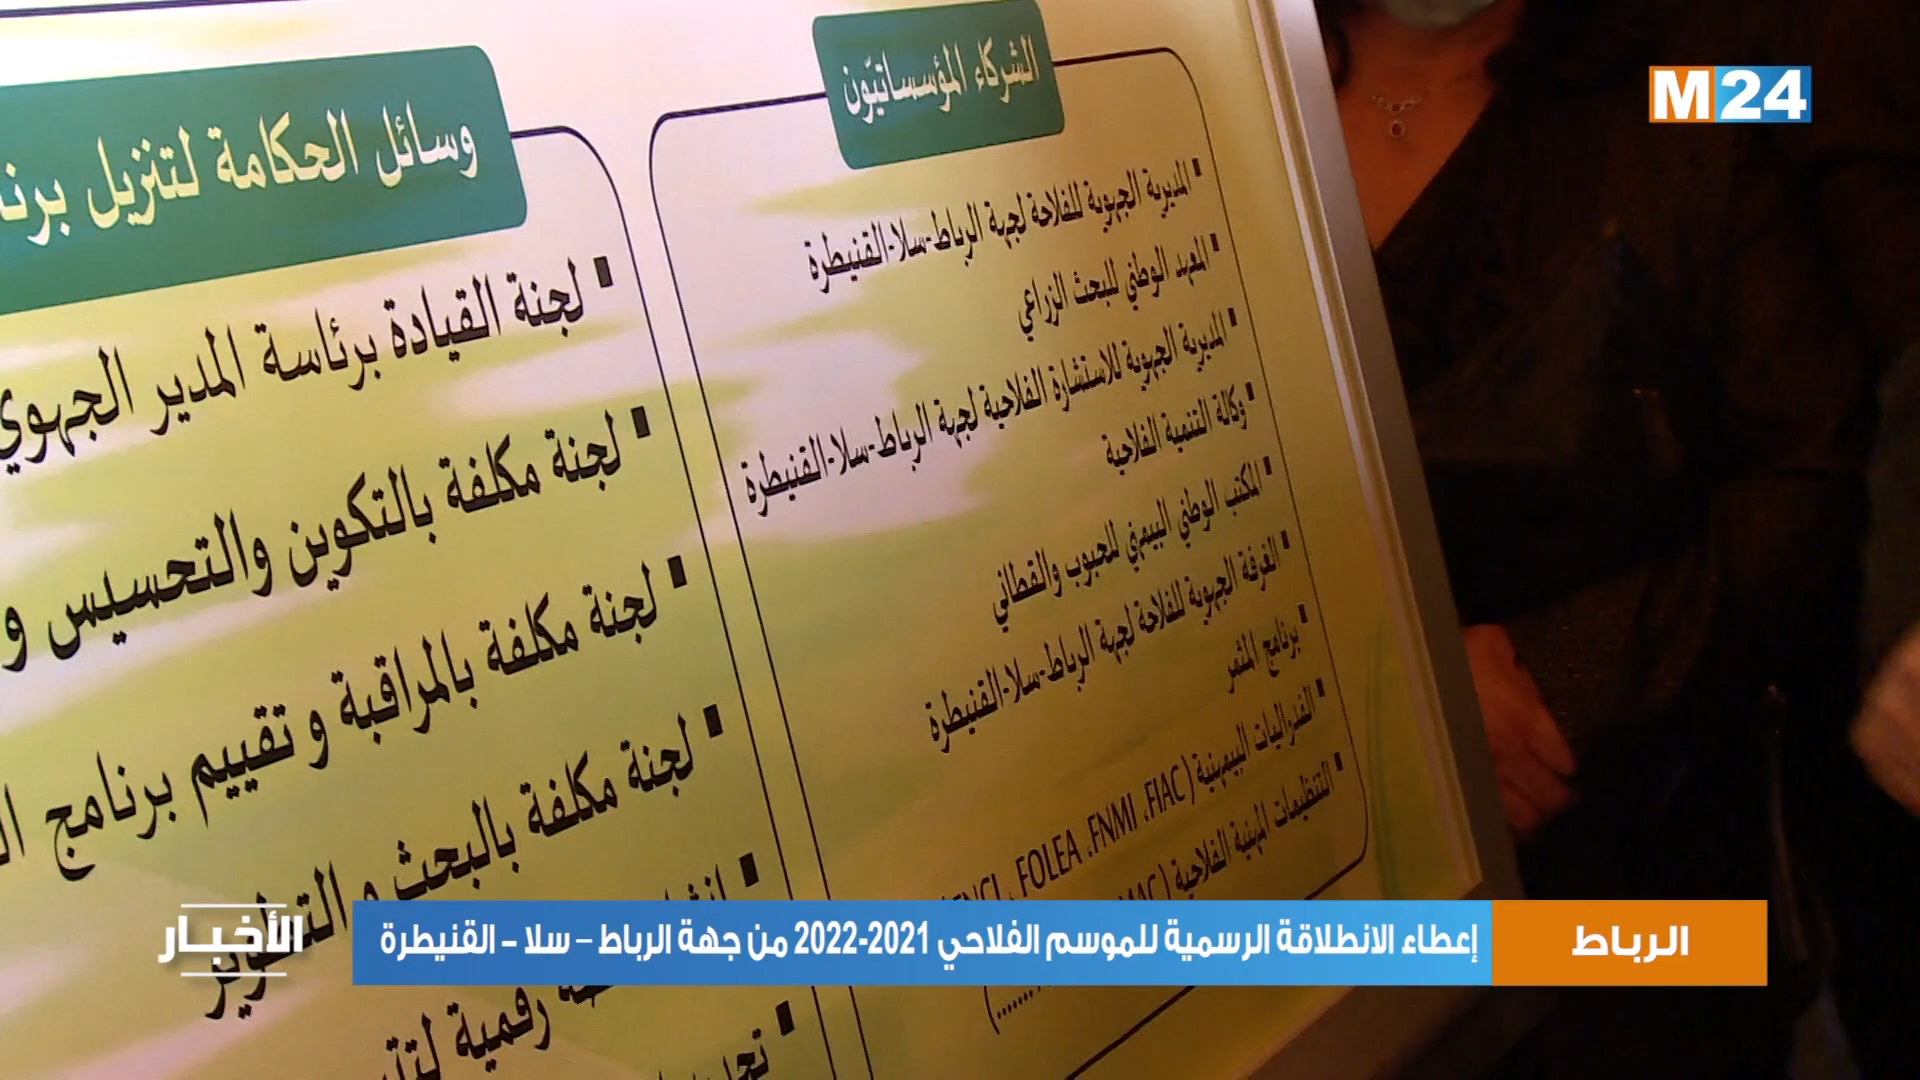 M24
الشركاء المؤسساتيّون
▪ المديرية الجهوية للفلاحة لجهة الرباط-سلا-القنيطرة
▪ المعهد الوطني للبحث الزراعي
▪ المديرية الجهوية للاستشارة الفلاحية لجهة الرباط-سلا-القنيطرة
▪ وكالة التنمية الفلاحية
▪ المكتب الوطني البيمهني للحبوب والقطاني
▪ الغرفة الجهوية للفلاحة لجهة الرباط-سلا-القنيطرة
▪ برنامج المثمر
▪ الفدراليات البيمهنية ( FOLEA ،FNMI ،FIAC
▪ التنظيمات المهنية الفلاحية (
(........
وسائل الحكامة لتنزيل
▪ لجنة القيادة برئاسة المدير الجهوي
▪ لجنة مكلفة بالتكوين والتحسيس و
▪ لجنة مكلفة بالمراقبة و تقييم برنامج
▪ لجنة مكلفة بالبحث و التطوير
رقمية
الرباط
إعطاء الانطلاقة الرسمية للموسم الفلاحي 2021-2022 من جهة الرباط – سلا – القنيطرة
الأخبار